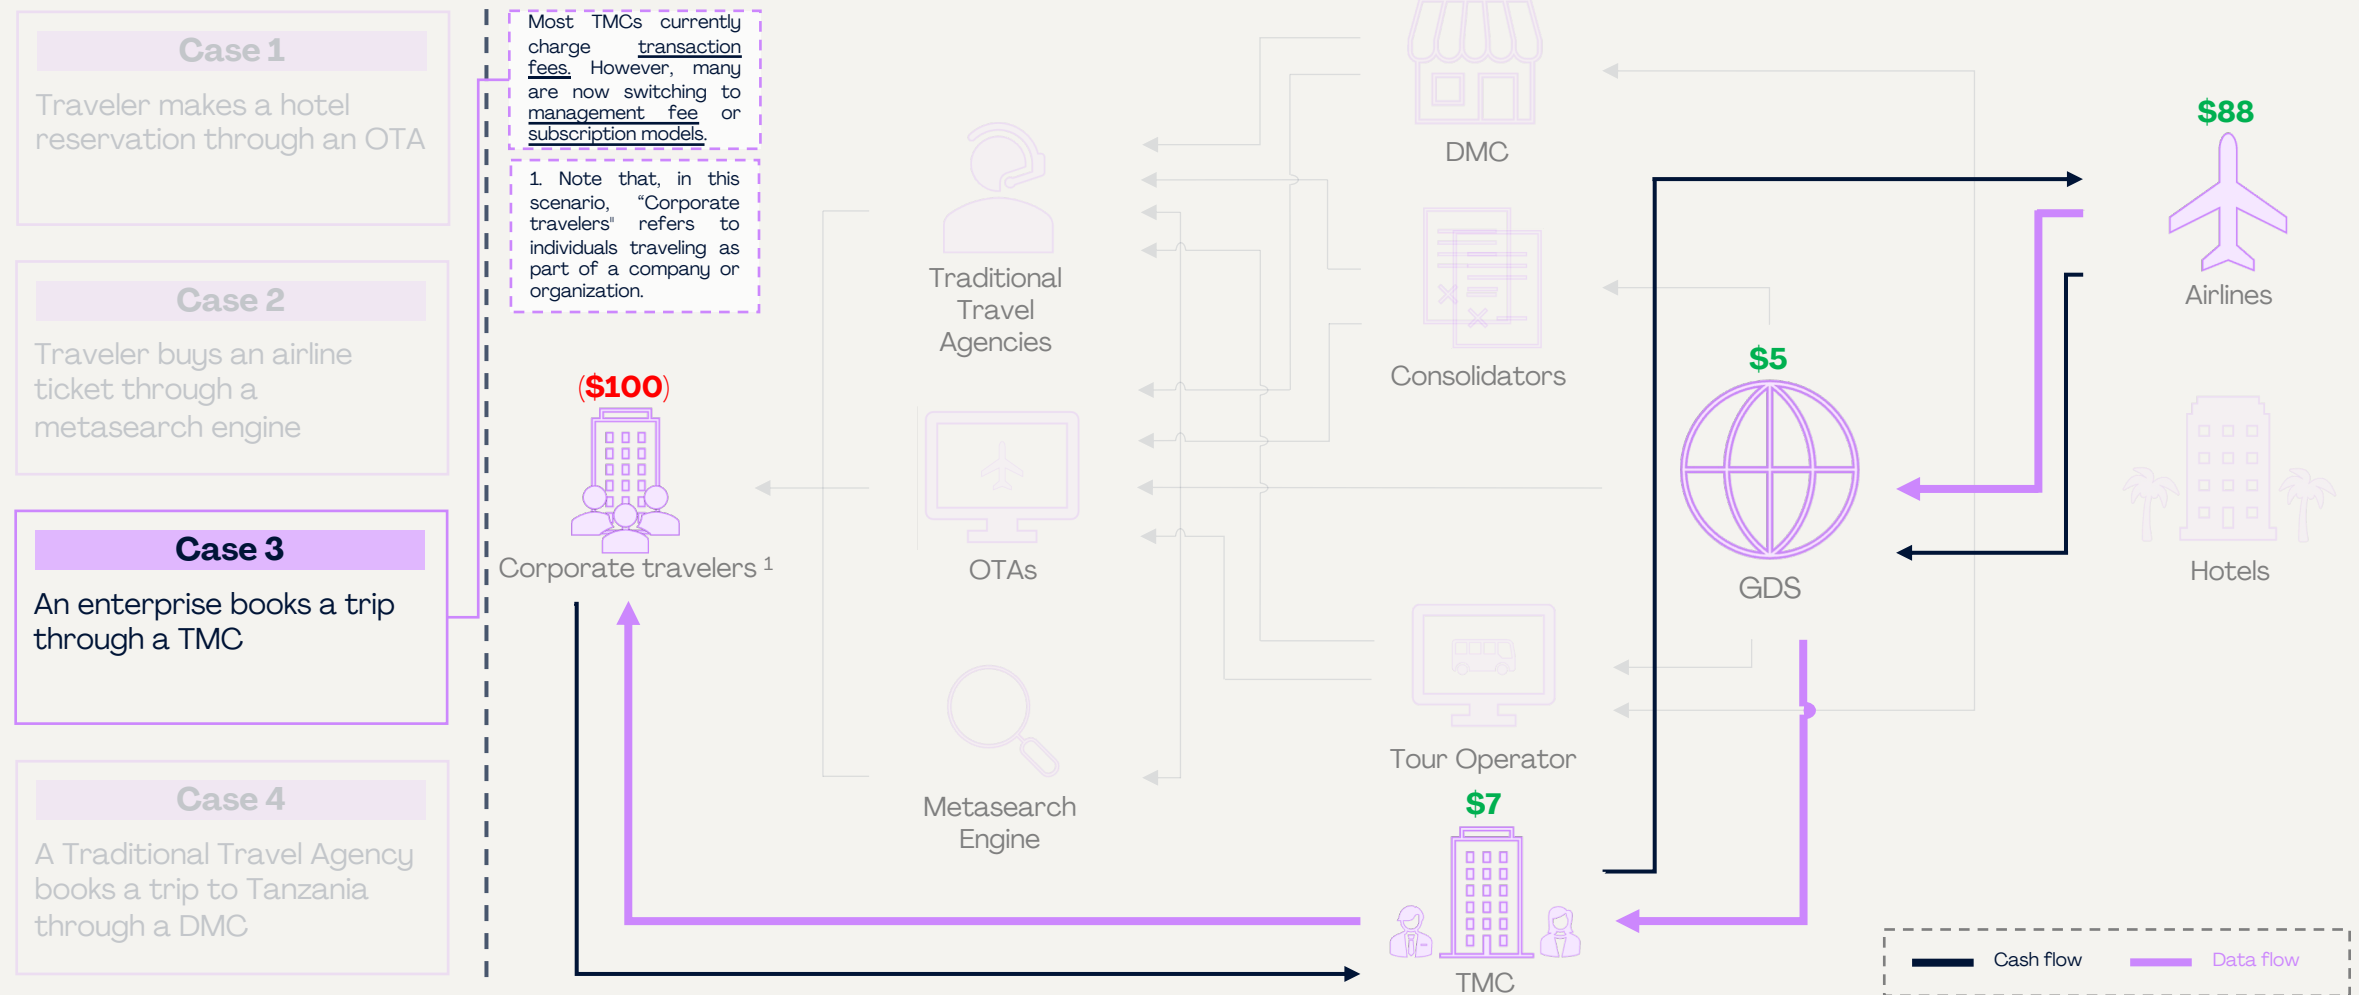 Case 1
Traveler makes a hotel
reservation through an OTA
Case 2
Traveler buys an airline
ticket through a
metasearch engine
Case 3
An enterprise books a trip
through a TMC
Case 4
A Traditional Travel Agency
books a trip to Tanzania
through a DMC
Most TMCs currently
charge transaction
fees. However, many
are now switching to
management fee or
subscription models.
1. Note that, in this
scenario, “Corporate
travelers" refers to
individuals traveling as
part of a company or
organization.
($100)
Corporate travelers 1
Traditional
Travel
Agencies
OTAs
Metasearch
Engine
DMC
Consolidators
Tour Operator
$7
TMC
$5
GDS
$88
Airlines
Hotels
Cash flow
Data flow